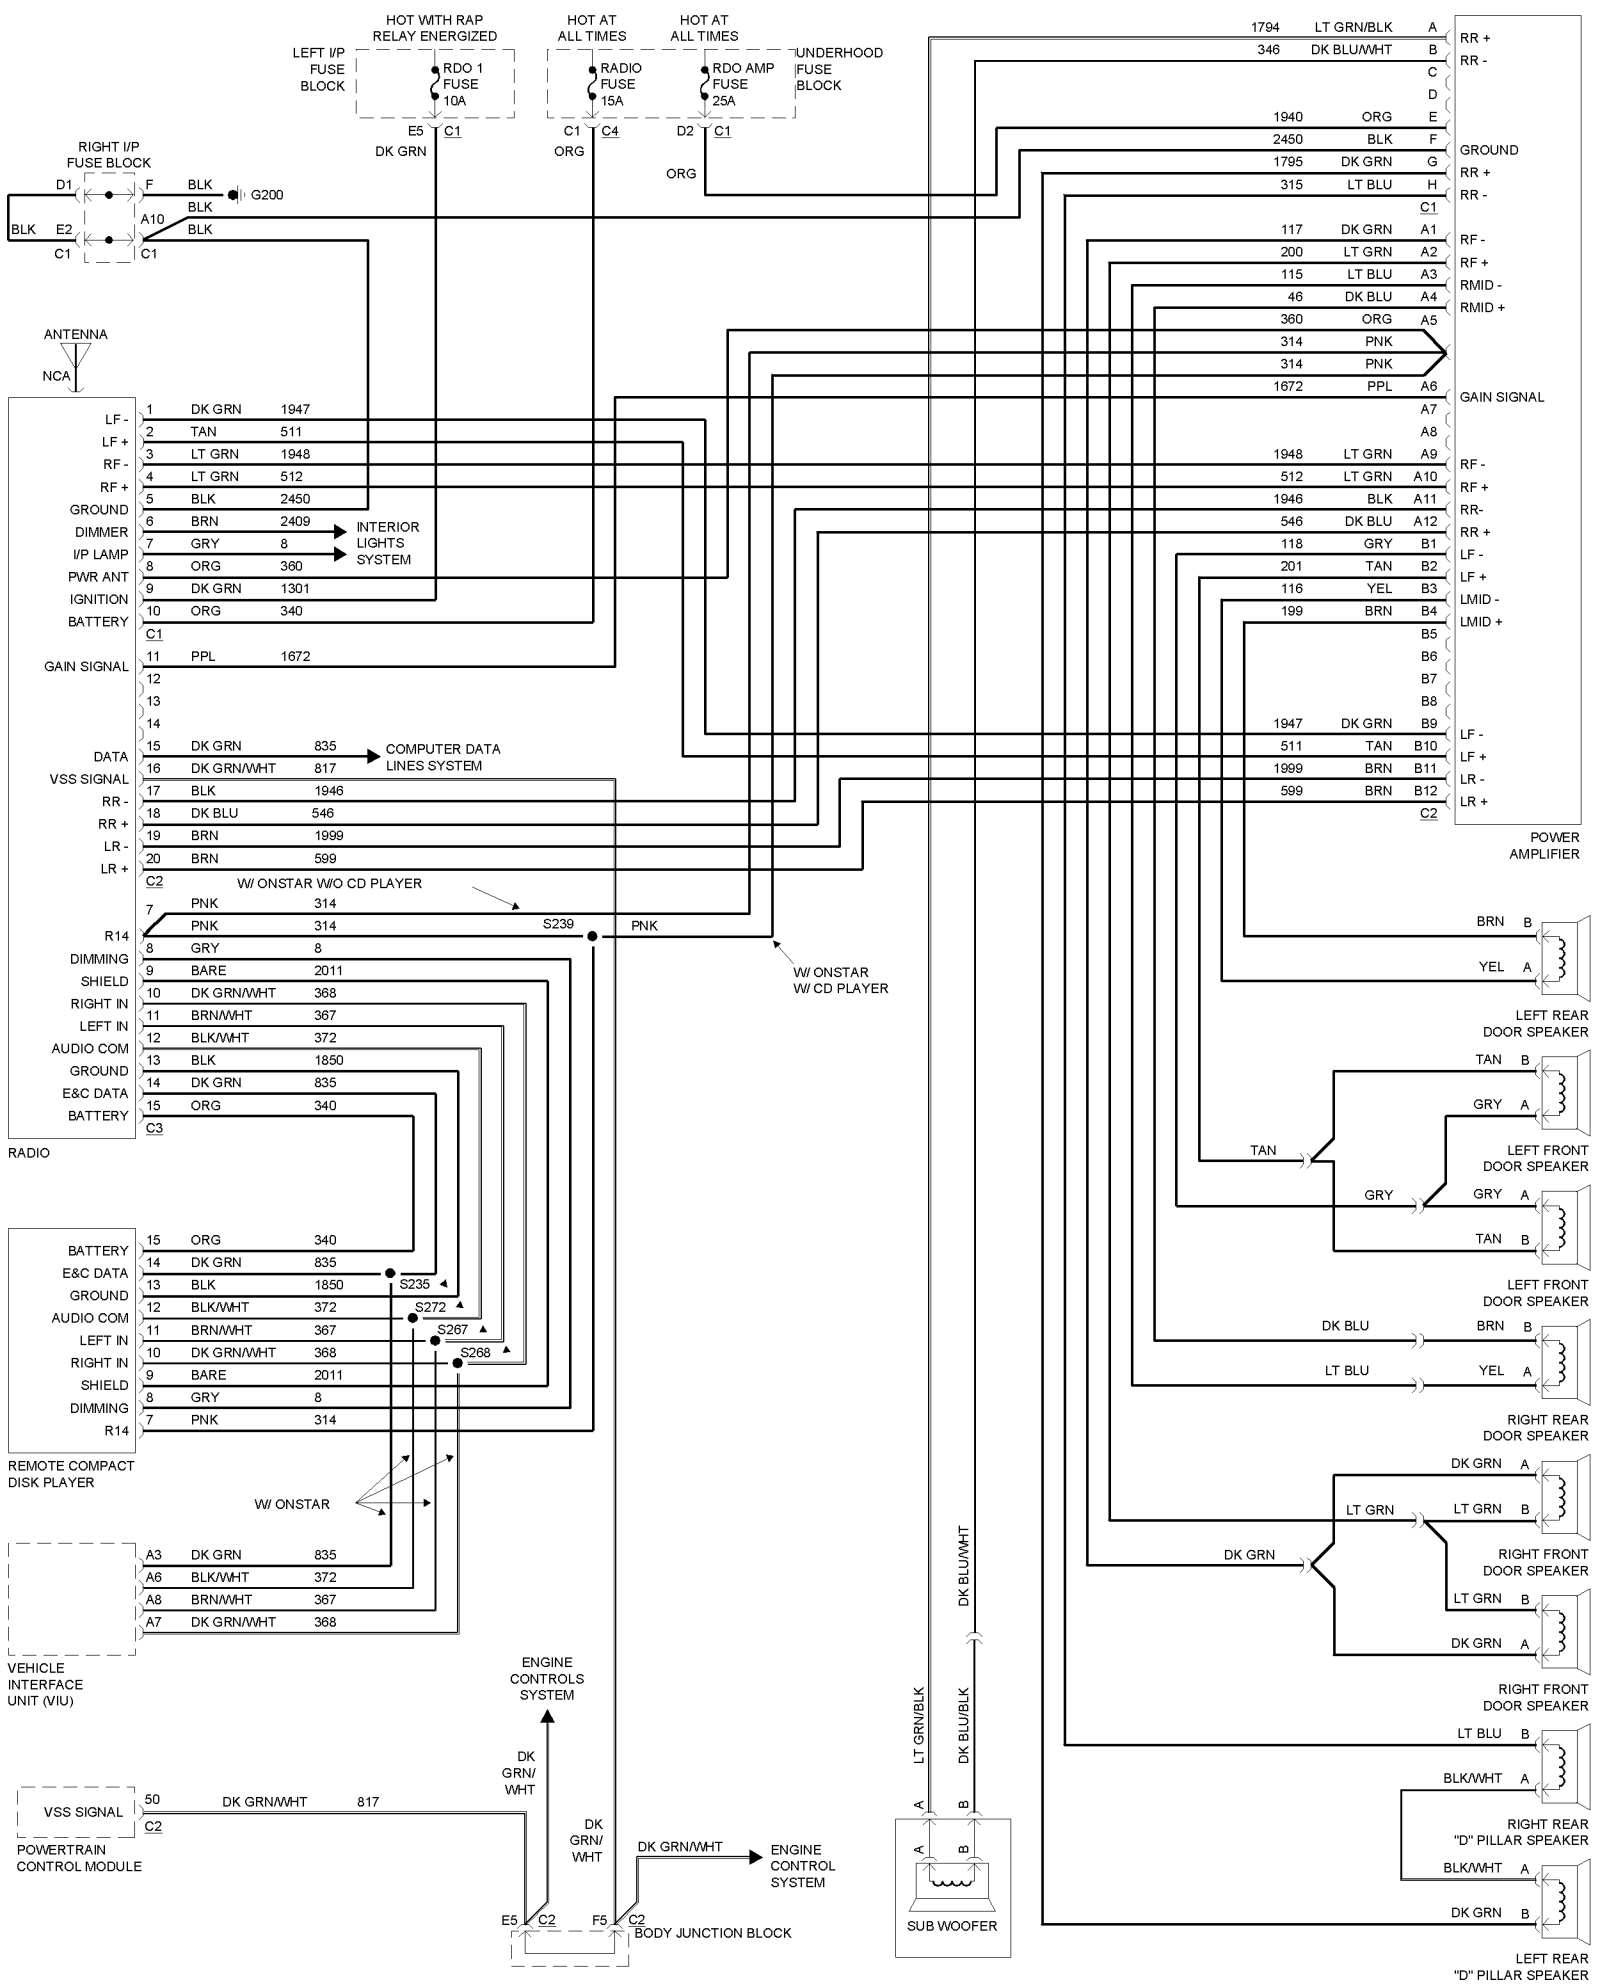 HOT WITH RAP
RELAY ENERGIZED
HOT AT
ALL TIMES
HOT AT
ALL TIMES
LEFT I/P
FUSE
BLOCK
RDO 1
FUSE
10A
RADIO
FUSE
15A
RDO AMP
FUSE
25A
UNDERHOOD
FUSE
BLOCK
E5 C1
C1 C4
D2 C1
DK GRN
ORG
ORG
RIGHT I/P
FUSE BLOCK
D1 F BLK G200
BLK
A10
BLK E2 BLK
C1 C1
ANTENNA
NCA
1794 LT GRN/BLK A RR +
346 DK BLU/WHT B RR -
C
D
1940 ORG E
2450 BLK F GROUND
1795 DK GRN G RR +
315 LT BLU H RR -
C1
117 DK GRN A1 RF -
200 LT GRN A2 RF +
115 LT BLU A3 RMID -
46 DK BLU A4 RMID +
360 ORG A5
314 PNK
314 PNK
1672 PPL A6 GAIN SIGNAL
A7
A8
1948 LT GRN A9 RF -
512 LT GRN A10 RF +
1946 BLK A11 RR-
546 DK BLU A12 RR +
118 GRY B1 LF -
201 TAN B2 LF +
116 YEL B3 LMID -
199 BRN B4 LMID +
B5
B6
B7
B8
1947 DK GRN B9 LF -
511 TAN B10 LF +
1999 BRN B11 LR -
599 BRN B12 LR +
C2
POWER
AMPLIFIER
LF - 1 DK GRN 1947
LF + 2 TAN 511
RF - 3 LT GRN 1948
RF + 4 LT GRN 512
GROUND 5 BLK 2450
DIMMER 6 BRN 2409
I/P LAMP 7 GRY 8
INTERIOR
LIGHTS
SYSTEM
PWR ANT 8 ORG 360
IGNITION 9 DK GRN 1301
BATTERY 10 ORG 340
C1
GAIN SIGNAL 11 PPL 1672
12
13
14
DATA 15 DK GRN 835
COMPUTER DATA
LINES SYSTEM
VSS SIGNAL 16 DK GRN/WHT 817
RR - 17 BLK 1946
RR + 18 DK BLU 546
LR - 19 BRN 1999
LR + 20 BRN 599
C2
W/ ONSTAR W/O CD PLAYER
7 PNK 314
R14 PNK 314 S239 PNK
W/ ONSTAR
W/ CD PLAYER
DIMMING 8 GRY 8
SHIELD 9 BARE 2011
RIGHT IN 10 DK GRN/WHT 368
LEFT IN 11 BRN/WHT 367
AUDIO COM 12 BLK/WHT 372
GROUND 13 BLK 1850
E&C DATA 14 DK GRN 835
BATTERY 15 ORG 340
C3
RADIO
BATTERY 15 ORG 340
E&C DATA 14 DK GRN 835 S235
GROUND 13 BLK 1850
AUDIO COM 12 BLK/WHT 372 S272
LEFT IN 11 BRN/WHT 367 S267
RIGHT IN 10 DK GRN/WHT 368 S268
SHIELD 9 BARE 2011
DIMMING 8 GRY 8
R14 7 PNK 314
REMOTE COMPACT
DISK PLAYER
W/ ONSTAR
A3 DK GRN 835
A6 BLK/WHT 372
A8 BRN/WHT 367
A7 DK GRN/WHT 368
VEHICLE
INTERFACE
UNIT (VIU)
ENGINE
CONTROLS
SYSTEM
DK
GRN/
WHT
VSS SIGNAL 50 DK GRN/WHT 817
C2
POWERTRAIN
CONTROL MODULE
DK
GRN/
WHT
DK GRN/WHT
ENGINE
CONTROL
SYSTEM
E5 C2 F5 C2
BODY JUNCTION BLOCK
DK BLU/WHT
LT GRN/BLK
DK BLU/BLK
A B
A B
SUB WOOFER
BRN B
YEL A
LEFT REAR
DOOR SPEAKER
TAN B
GRY A
TAN
LEFT FRONT
DOOR SPEAKER
GRY GRY A
TAN B
LEFT FRONT
DOOR SPEAKER
DK BLU BRN B
LT BLU YEL A
RIGHT REAR
DOOR SPEAKER
DK GRN A
LT GRN LT GRN B
DK GRN
RIGHT FRONT
DOOR SPEAKER
LT GRN B
DK GRN A
RIGHT FRONT
DOOR SPEAKER
LT BLU B
BLK/WHT A
RIGHT REAR
"D" PILLAR SPEAKER
BLK/WHT A
DK GRN B
LEFT REAR
"D" PILLAR SPEAKER